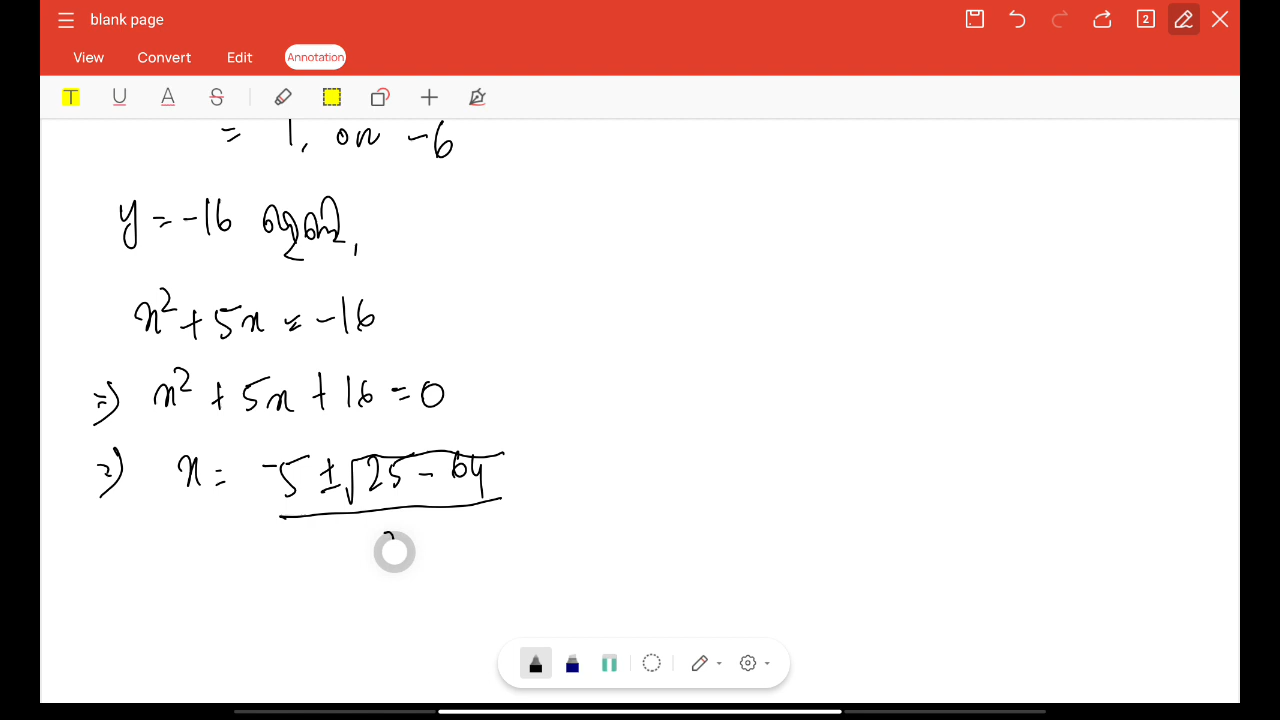 blank page
2
View Convert Edit Annotation
T U A S
= 1, or -6
y = -16
x² + 5x = -16
=) x² + 5x + 16 = 0
=) x = -5 ± √25 - 64